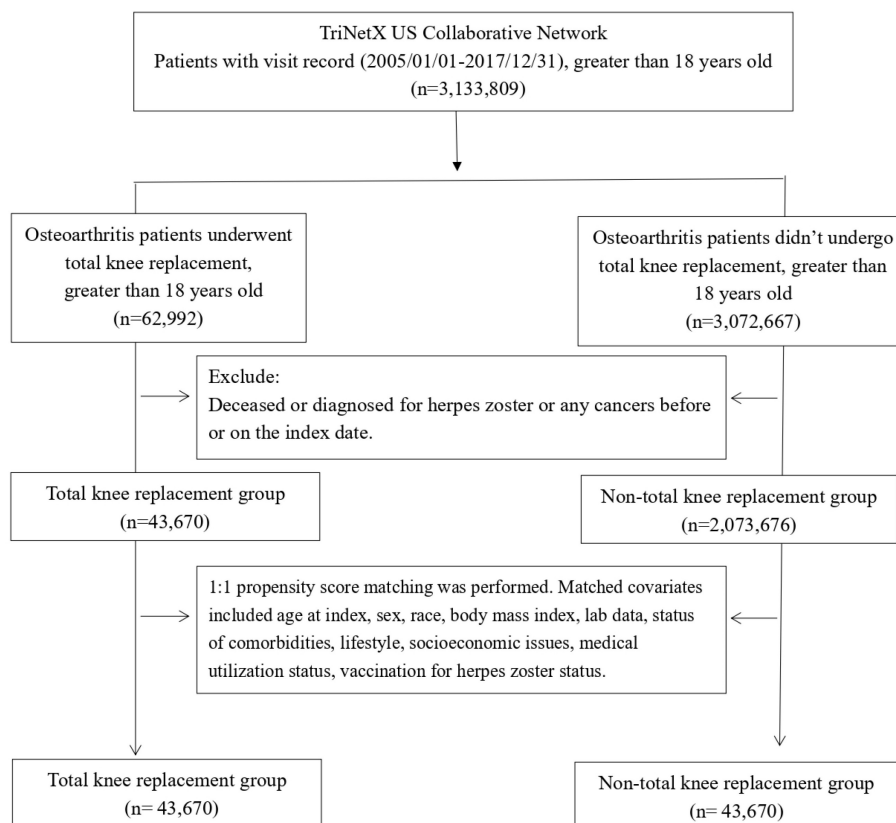 TriNetX US Collaborative Network
Patients with visit record (2005/01/01-2017/12/31), greater than 18 years old
(n=3,133,809)
Osteoarthritis patients underwent
total knee replacement,
greater than 18 years old
(n=62,992)
Osteoarthritis patients didn’t undergo
total knee replacement, greater than
18 years old
(n=3,072,667)
Exclude:
Deceased or diagnosed for herpes zoster or any cancers before
or on the index date.
Total knee replacement group
(n=43,670)
Non-total knee replacement group
(n=2,073,676)
1:1 propensity score matching was performed. Matched covariates
included age at index, sex, race, body mass index, lab data, status
of comorbidities, lifestyle, socioeconomic issues, medical
utilization status, vaccination for herpes zoster status.
Total knee replacement group
(n= 43,670)
Non-total knee replacement group
(n= 43,670)